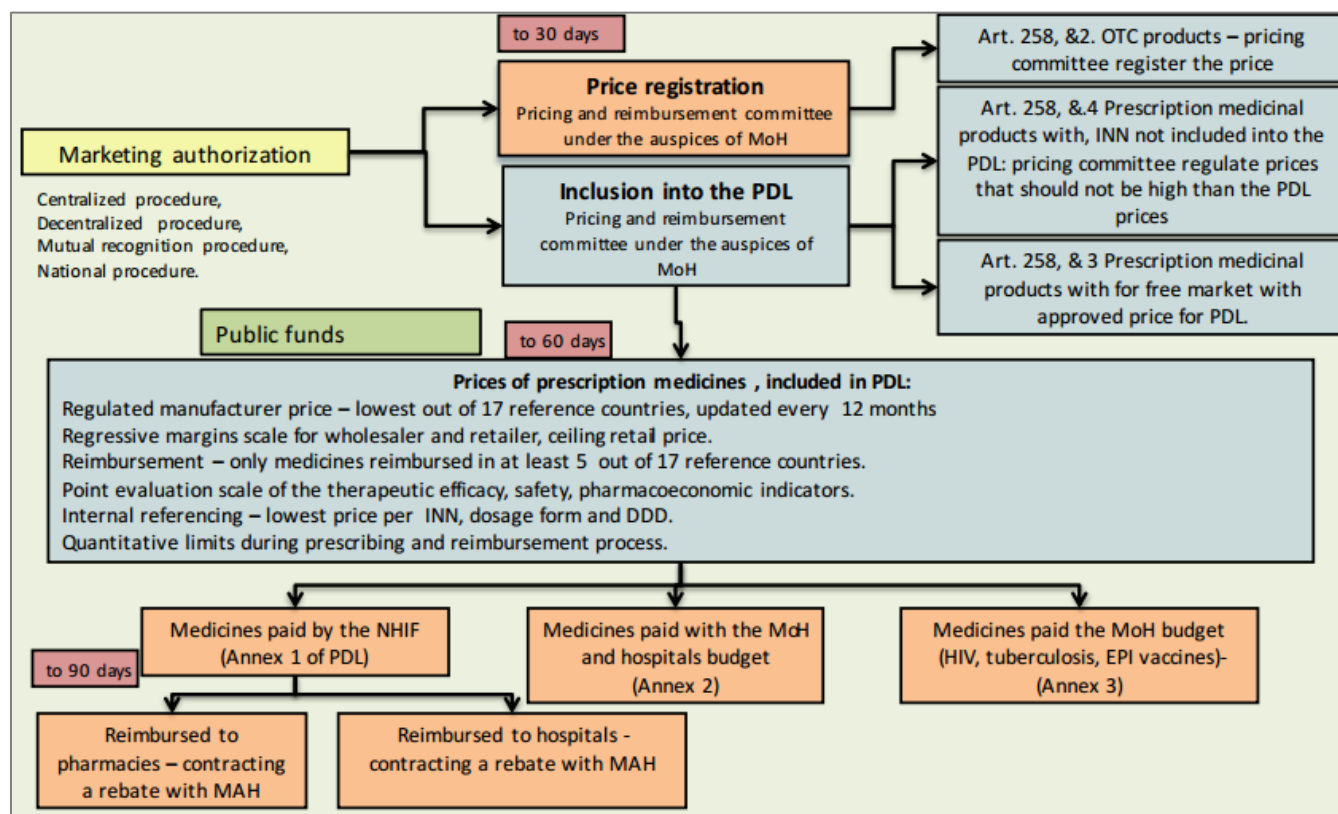 to 30 days
Price registration
Pricing and reimbursement committee
under the auspices of MoH
Art. 258, &2. OTC products – pricing
committee register the price
Marketing authorization
Centralized procedure,
Decentralized procedure,
Mutual recognition procedure,
National procedure.
Inclusion into the PDL
Pricing and reimbursement
committee under the auspices of
MoH
Art. 258, &.4 Prescription medicinal
products with, INN not included into the
PDL: pricing committee regulate prices
that should not be high than the PDL
prices
Art. 258, & 3 Prescription medicinal
products with for free market with
approved price for PDL.
Public funds
to 60 days
Prices of prescription medicines , included in PDL:
Regulated manufacturer price – lowest out of 17 reference countries, updated every 12 months
Regressive margins scale for wholesaler and retailer, ceiling retail price.
Reimbursement – only medicines reimbursed in at least 5 out of 17 reference countries.
Point evaluation scale of the therapeutic efficacy, safety, pharmacoeconomic indicators.
Internal referencing – lowest price per INN, dosage form and DDD.
Quantitative limits during prescribing and reimbursement process.
Medicines paid by the NHIF
(Annex 1 of PDL)
Medicines paid with the MoH
and hospitals budget
(Annex 2)
Medicines paid the MoH budget
(HIV, tuberculosis, EPI vaccines)-
(Annex 3)
to 90 days
Reimbursed to
pharmacies – contracting
a rebate with MAH
Reimbursed to hospitals -
contracting a rebate with MAH